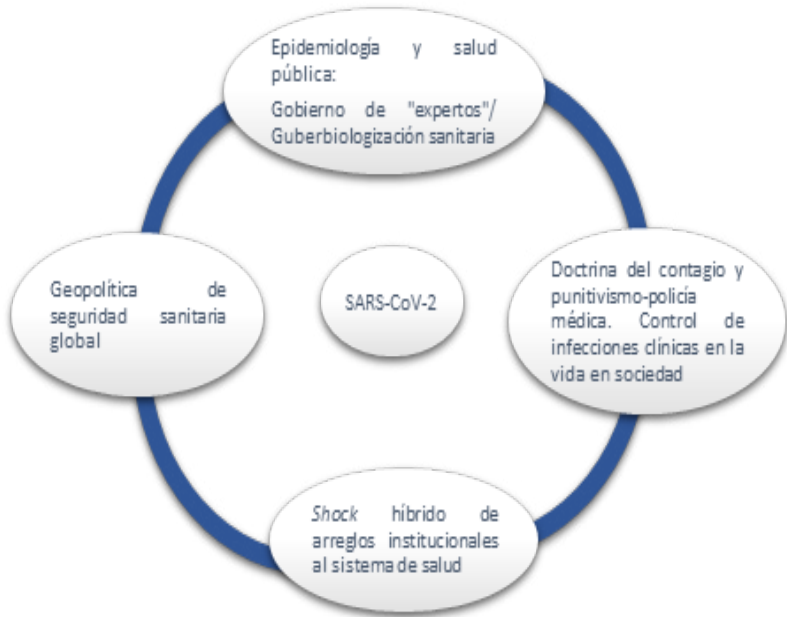 Epidemiología y salud
pública:
Gobierno de "expertos"/
Guberbiologización sanitaria
Geopolítica de
seguridad sanitaria
global
SARS-CoV-2
Doctrina del contagio y
punitivismo-policía
médica. Control de
infecciones clínicas en la
vida en sociedad
Shock híbrido de
arreglos institucionales
al sistema de salud